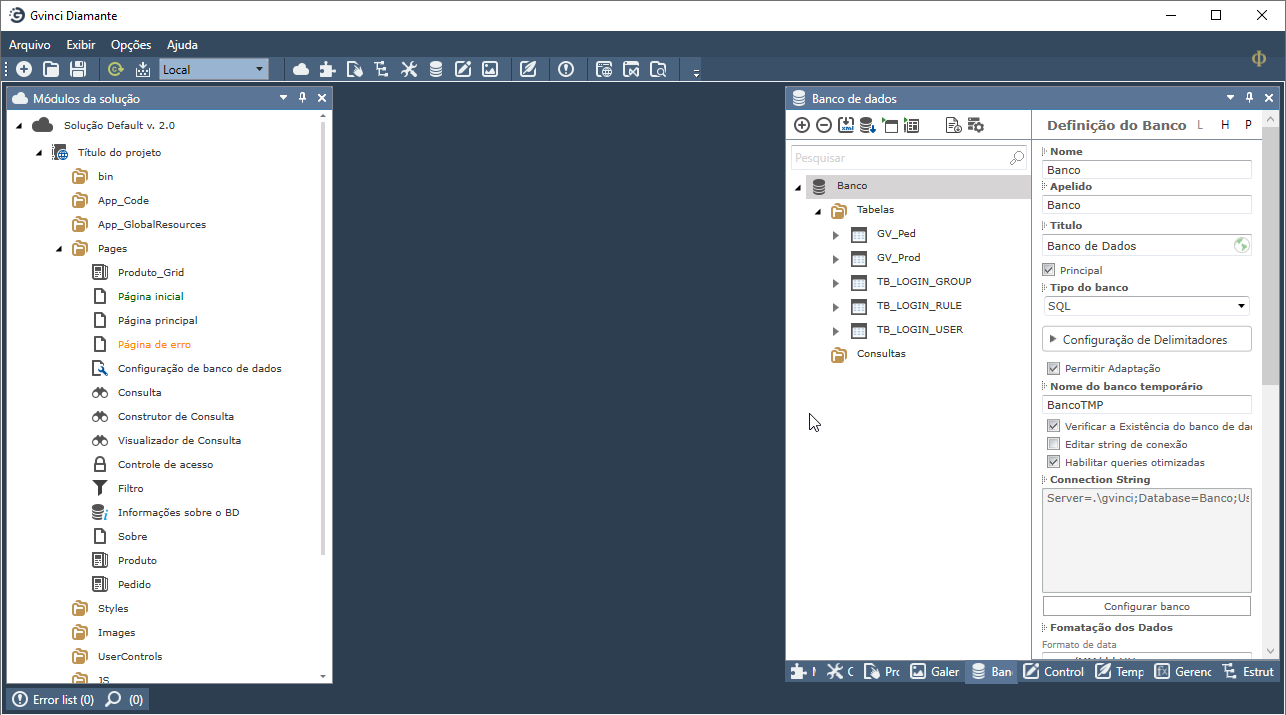 Gvinci Diamante
Arquivo Exibir Opções Ajuda
Local
Módulos da solução
Solução Default v. 2.0
Título do projeto
bin
App_Code
App_GlobalResources
Pages
Produto_Grid
Página inicial
Página principal
Página de erro
Configuração de banco de dados
Consulta
Construtor de Consulta
Visualizador de Consulta
Controle de acesso
Filtro
Informações sobre o BD
Sobre
Produto
Pedido
Styles
Images
UserControls
JS
Error list (0) (0)
Banco de dados
Pesquisar
Banco
Tabelas
GV_Ped
GV_Prod
TB_LOGIN_GROUP
TB_LOGIN_RULE
TB_LOGIN_USER
Consultas
Definição do Banco L H P
Nome
Banco
Apelido
Banco
Titulo
Banco de Dados
Principal
Tipo do banco
SQL
Configuração de Delimitadores
Permitir Adaptação
Nome do banco temporário
BancoTMP
Verificar a Existência do banco de da
Editar string de conexão
Habilitar queries otimizadas
Connection String
Server=.\gvinci;Database=Banco;Us
Configurar banco
Fomatação dos Dados
Formato de data
Galer Ban Control Temp Gerenc Estrut